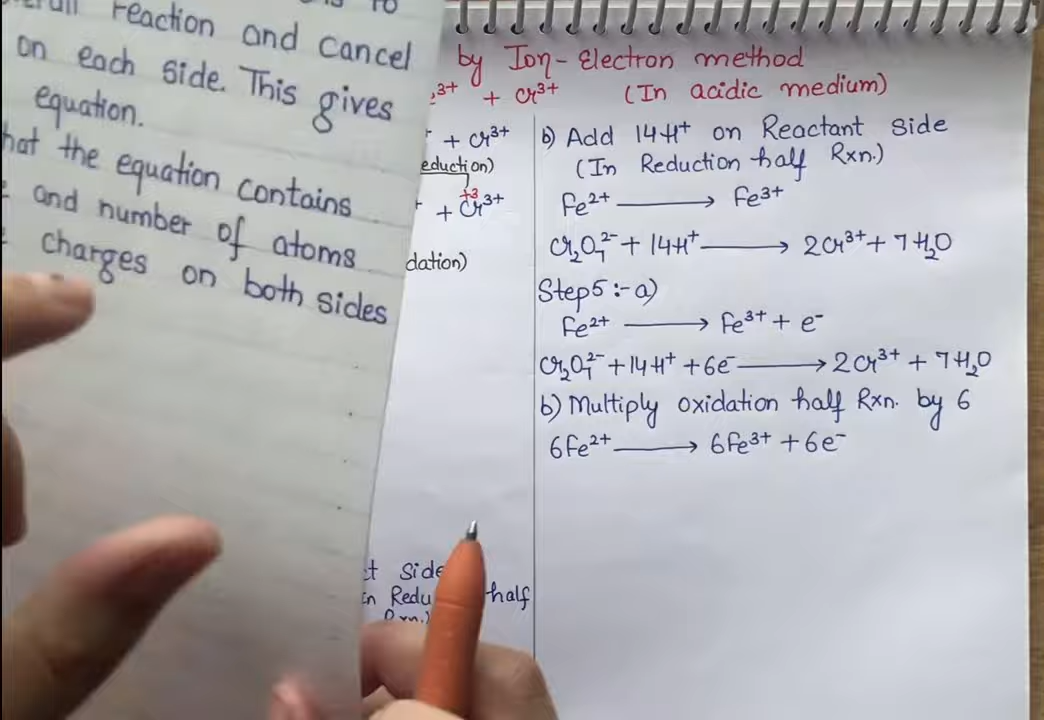 reaction and cancel
on each side. This gives
equation.
that the equation contains
and number of atoms
charges on both sides
by Ion-Electron method
3+ + Cr³⁺ (In acidic medium)
+ Cr³⁺
eduction)
+3
+ Cr³⁺
dation)
t Side
n Redu half
Rxn.)
b) Add 14H⁺ on Reactant side
(In Reduction half Rxn.)
Fe²⁺ ⟶ Fe³⁺
Cr₂O₇²⁻ + 14H⁺ ⟶ 2Cr³⁺ + 7H₂O
Step5 :- a)
Fe²⁺ ⟶ Fe³⁺ + e⁻
Cr₂O₇²⁻ + 14H⁺ + 6e⁻ ⟶ 2Cr³⁺ + 7H₂O
b) Multiply oxidation half Rxn. by 6
6Fe²⁺ ⟶ 6Fe³⁺ + 6e⁻